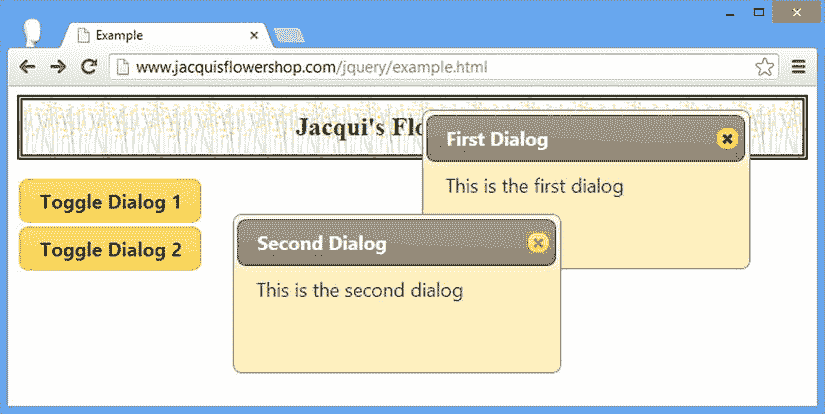 Example
www.jacquisflowershop.com/jquery/example.html
Jacqui's Flo
First Dialog
This is the first dialog
Toggle Dialog 1
Toggle Dialog 2
Second Dialog
This is the second dialog